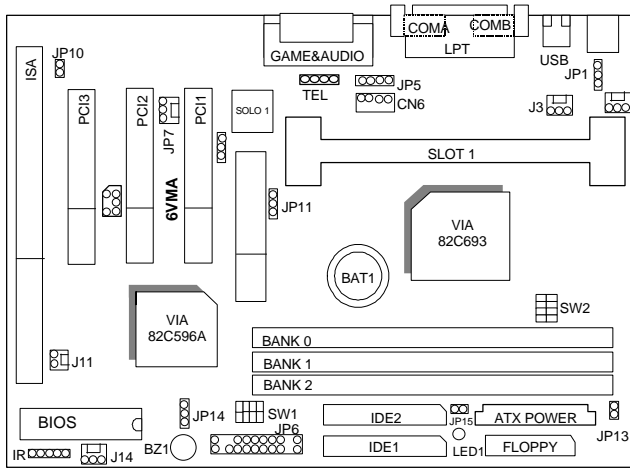 COMA
COMB
GAME&AUDIO
LPT
USB
JP10
ISA
TEL
JP5
CN6
JP1
J3
PCI3
PCI2
JP7
PCI1
SOLO 1
SLOT 1
6VMA
JP11
VIA
82C693
BAT1
VIA
82C596A
SW2
BANK 0
BANK 1
BANK 2
J11
BIOS
JP14
SW1
JP6
IDE2
JP15
ATX POWER
JP13
IR
J14
BZ1
IDE1
LED1
FLOPPY